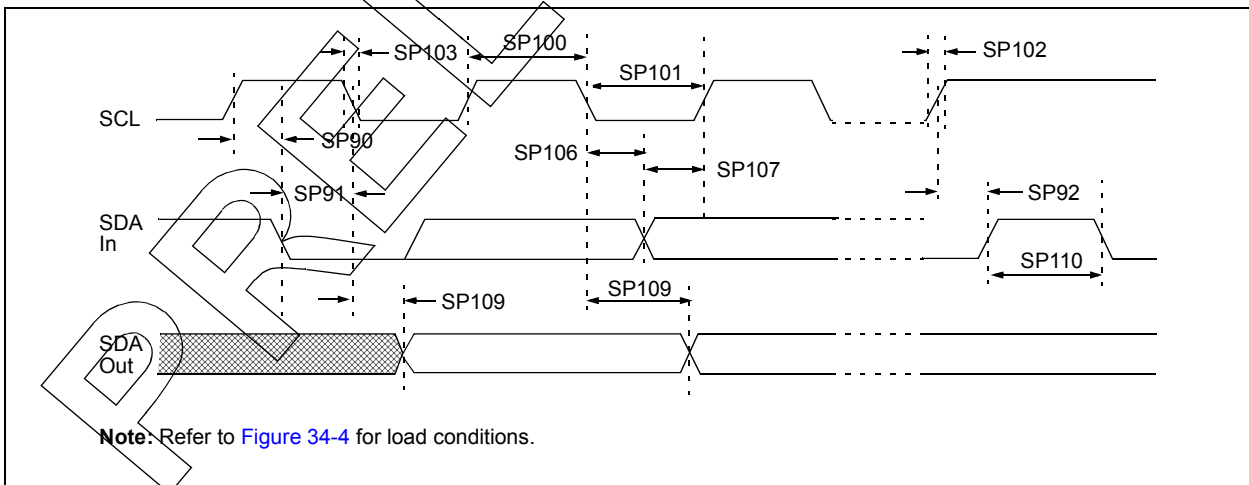 SP103
SP100
SP101
SP102
SCL
SP90
SP106
SP107
SP91
SP92
SDA
In
SP110
SP109
SP109
SDA
Out
Note: Refer to Figure 34-4 for load conditions.
PREL